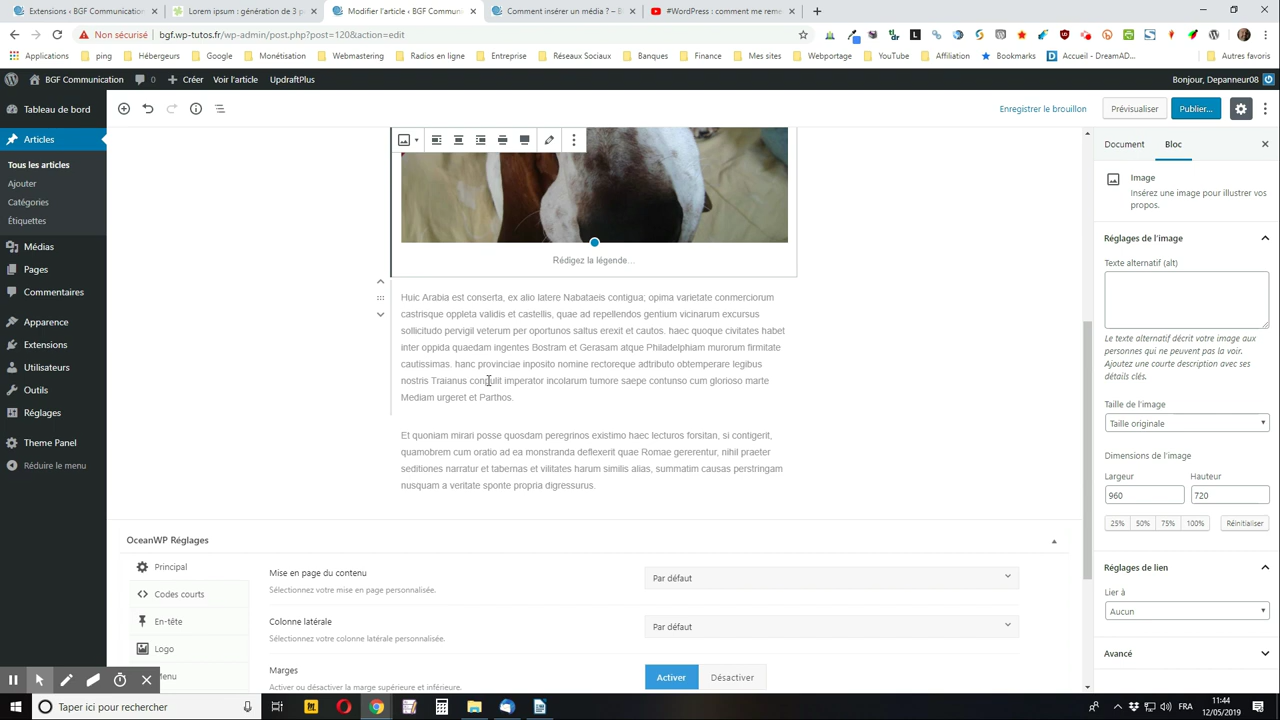 Extensions ‹ BGF Communication
Lorem ipsum : génération de 3 p
Modifier l'article ‹ BGF Commun
Comment insérer un média ? – B
#WordPress : comment me reme
Non sécurisé
bgf.wp-tutos.fr/wp-admin/post.php?post=120&action=edit
Applications
ping
Hébergeurs
Google
Monétisation
Webmarketing
Radios en ligne
Entreprise
Réseaux Sociaux
Banques
Finance
Mes sites
Webportage
YouTube
Affiliation
Bookmarks
Accueil - DreamAD...
Autres favoris
BGF Communication
0
Créer
Voir l'article
UpdraftPlus
Bonjour, Depanneur08
Tableau de bord
Articles
Tous les articles
Ajouter
Catégories
Étiquettes
Médias
Pages
Commentaires
Apparence
Extensions
Utilisateurs
Outils
Réglages
Theme Panel
Réduire le menu
Enregistrer le brouillon
Prévisualiser
Publier...
Rédigez la légende…
Huic Arabia est conserta, ex alio latere Nabataeis contigua; opima varietate conmerciorum
castrisque oppleta validis et castellis, quae ad repellendos gentium vicinarum excursus
sollicitudo pervigil veterum per oportunos saltus erexit et cautos. haec quoque civitates habet
inter oppida quaedam ingentes Bostram et Gerasam atque Philadelphiam murorum firmitate
cautissimas. hanc provinciae inposito nomine rectoreque adtributo obtemperare legibus
nostris Traianus conpulit imperator incolarum tumore saepe contunso cum glorioso marte
Mediam urgeret et Parthos.
Et quoniam mirari posse quosdam peregrinos existimo haec lecturos forsitan, si contigerit,
quamobrem cum oratio ad ea monstranda deflexerit quae Romae gererentur, nihil praeter
seditiones narratur et tabernas et vilitates harum similis alias, summatim causas perstringam
nusquam a veritate sponte propria digressurus.
OceanWP Réglages
Principal
Codes courts
En-tête
Logo
Menu
Mise en page du contenu
Sélectionnez votre mise en page personnalisée.
Par défaut
Colonne latérale
Sélectionnez votre colonne latérale personnalisée.
Par défaut
Marges
Activer ou désactiver la marge supérieure et inférieure.
Activer
Désactiver
Document
Bloc
Image
Insérez une image pour illustrer vos
propos.
Réglages de l'image
Texte alternatif (alt)
Le texte alternatif décrit votre image aux
personnes qui ne peuvent pas la voir.
Ajoutez une courte description avec ses
détails clés.
Taille de l'image
Taille originale
Dimensions de l'image
Largeur
Hauteur
960
720
25%
50%
75%
100%
Réinitialiser
Réglages de lien
Lier à
Aucun
Avancé
Taper ici pour rechercher
FRA
11:44
12/05/2019